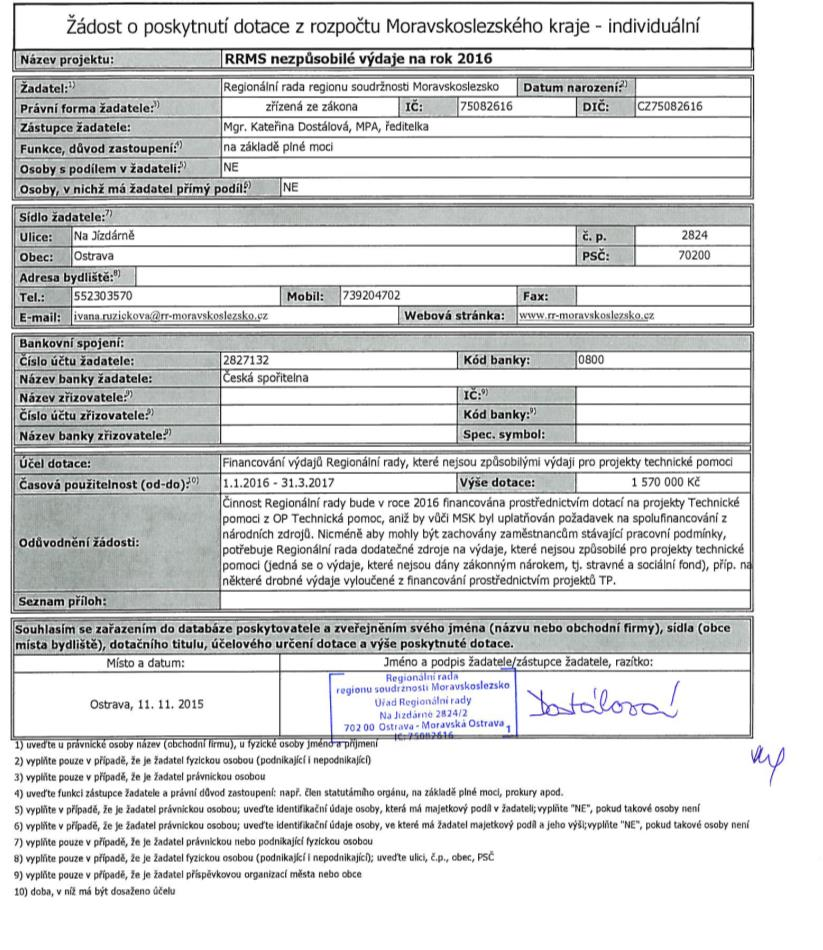 Žádost o poskytnutí dotace z rozpočtu Moravskoslezského kraje - individuální
Název projektu: RRMS nezpůsobilé výdaje na rok 2016
Žadatel:1) Regionální rada regionu soudržnosti Moravskoslezsko Datum narození:2)
Právní forma žadatele:3) zřízená ze zákona IČ: 75082616 DIČ: CZ75082616
Zástupce žadatele: Mgr. Kateřina Dostálová, MPA, ředitelka
Funkce, důvod zastoupení:4) na základě plné moci
Osoby s podílem v žadateli:5) NE
Osoby, v nichž má žadatel přímý podíl:6) NE
Sídlo žadatele:7)
Ulice: Na Jízdárně č. p. 2824
Obec: Ostrava PSČ: 70200
Adresa bydliště:8)
Tel.: 552303570 Mobil: 739204702 Fax:
E-mail: ivana.ruzickova@rr-moravskoslezsko.cz Webová stránka: www.rr-moravskoslezsko.cz
Bankovní spojení:
Číslo účtu žadatele: 2827132 Kód banky: 0800
Název banky žadatele: Česká spořitelna
Název zřizovatele:9) IČ:9)
Číslo účtu zřizovatele:9) Kód banky:9)
Název banky zřizovatele:9) Spec. symbol:
Účel dotace: Financování výdajů Regionální rady, které nejsou způsobilými výdaji pro projekty technické pomoci
Časová použitelnost (od-do):10) 1.1.2016 - 31.3.2017 Výše dotace: 1 570 000 Kč
Odůvodnění žádosti: Činnost Regionální rady bude v roce 2016 financována prostřednictvím dotací na projekty Technické
pomoci z OP Technická pomoc, aniž by vůči MSK byl uplatňován požadavek na spolufinancování z
národních zdrojů. Nicméně aby mohly být zachovány zaměstnancům stávající pracovní podmínky,
potřebuje Regionální rada dodatečné zdroje na výdaje, které nejsou způsobilé pro projekty technické
pomoci (jedná se o výdaje, které nejsou dány zákonným nárokem, tj. stravné a sociální fond), příp. na
některé drobné výdaje vyloučené z financování prostřednictvím projektů TP.
Seznam příloh:
Souhlasím se zařazením do databáze poskytovatele a zveřejněním svého jména (názvu nebo obchodní firmy), sídla (obce
místa bydliště), dotačního titulu, účelového určení dotace a výše poskytnuté dotace.
Místo a datum: Jméno a podpis žadatele/zástupce žadatele, razítko:
Ostrava, 11. 11. 2015
Regionální rada
regionu soudržnosti Moravskoslezsko
Úřad Regionální rady
Na Jízdárně 2824/2
702 00 Ostrava - Moravská Ostrava 1
IČ: 75082616
Dostálová
1) uveďte u právnické osoby název (obchodní firmu), u fyzické osoby jméno a příjmení
2) vyplňte pouze v případě, že je žadatel fyzickou osobou (podnikající i nepodnikající)
3) vyplňte pouze v případě, že je žadatel právnickou osobou
4) uveďte funkci zástupce žadatele a právní důvod zastoupení: např. člen statutárního orgánu, na základě plné moci, prokury apod.
5) vyplňte v případě, že je žadatel právnickou osobou; uveďte identifikační údaje osoby, která má majetkový podíl v žadateli; vyplňte "NE", pokud takové osoby není
6) vyplňte v případě, že je žadatel právnickou osobou; uveďte identifikační údaje osoby, ve které má žadatel majetkový podíl a jeho výši;vyplňte "NE", pokud takové osoby není
7) vyplňte pouze v případě, že je žadatel právnickou nebo podnikající fyzickou osobou
8) vyplňte pouze v případě, že je žadatel fyzickou osobou (podnikající i nepodnikající); uveďte ulici, č.p., obec, PSČ
9) vyplňte pouze v případě, že je žadatel příspěvkovou organizací města nebo obce
10) doba, v níž má být dosaženo účelu